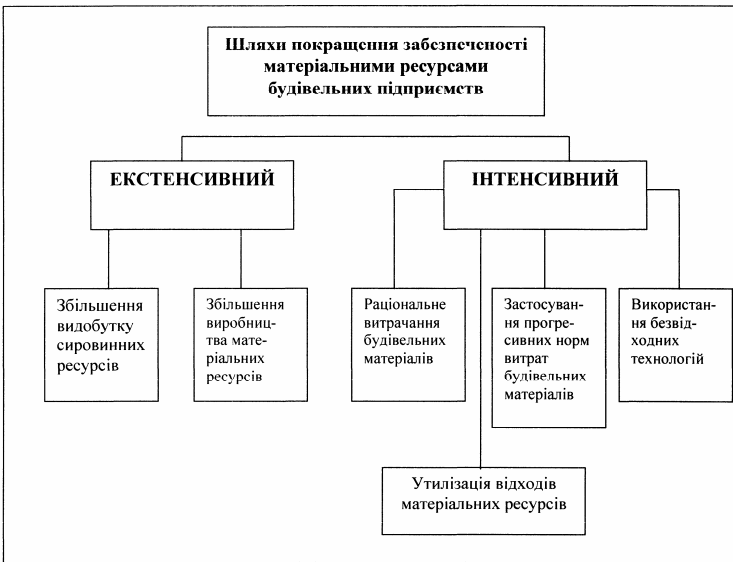 Шляхи покращення забезпеченості
матеріальними ресурсами
будівельних підприємств
ЕКСТЕНСИВНИЙ
ІНТЕНСИВНИЙ
Збільшення
видобутку
сировинних
ресурсів
Збільшення
виробниц-
тва мате-
ріальних
ресурсів
Раціональне
витрачання
будівельних
матеріалів
Застосуван-
ня прогре-
сивних норм
витрат
будівельних
матеріалів
Використан-
ня безвід-
ходних
технологій
Утилізація відходів
матеріальних ресурсів